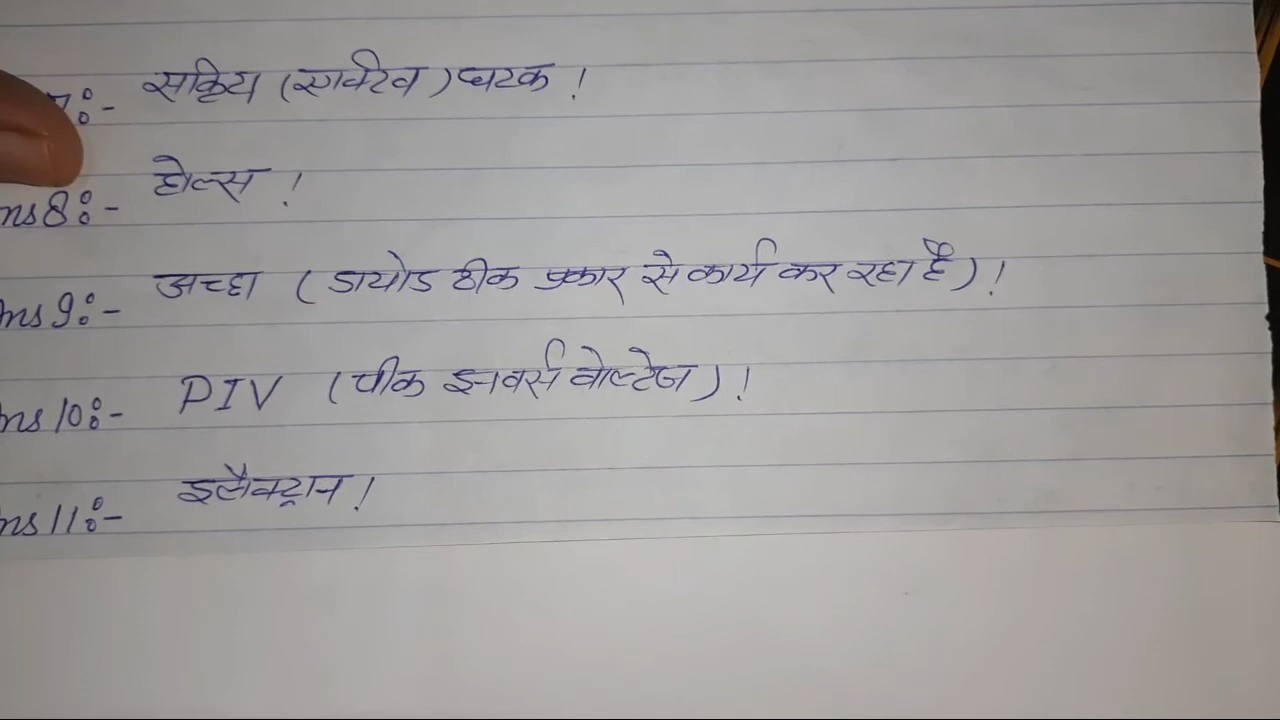 7:- सक्रिय (एक्टिव) घटक !
ns 8:- होल्स !
ns 9:- अच्छा ( डायोड ठीक प्रकार से कार्य कर रहा है ) !
ns 10:- PIV ( पीक इनवर्स वोल्टेज ) !
ns 11:- इलैक्ट्रान !